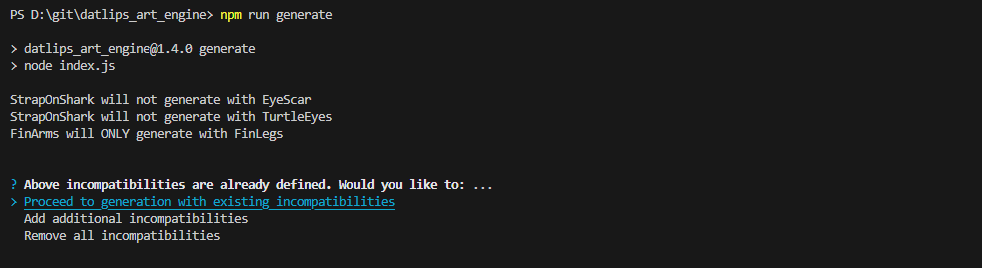 PS D:\git\datlips_art_engine> npm run generate
> datlips_art_engine@1.4.0 generate
> node index.js
StrapOnShark will not generate with EyeScar
StrapOnShark will not generate with TurtleEyes
FinArms will ONLY generate with FinLegs
? Above incompatibilities are already defined. Would you like to: ...
> Proceed to generation with existing incompatibilities
Add additional incompatibilities
Remove all incompatibilities